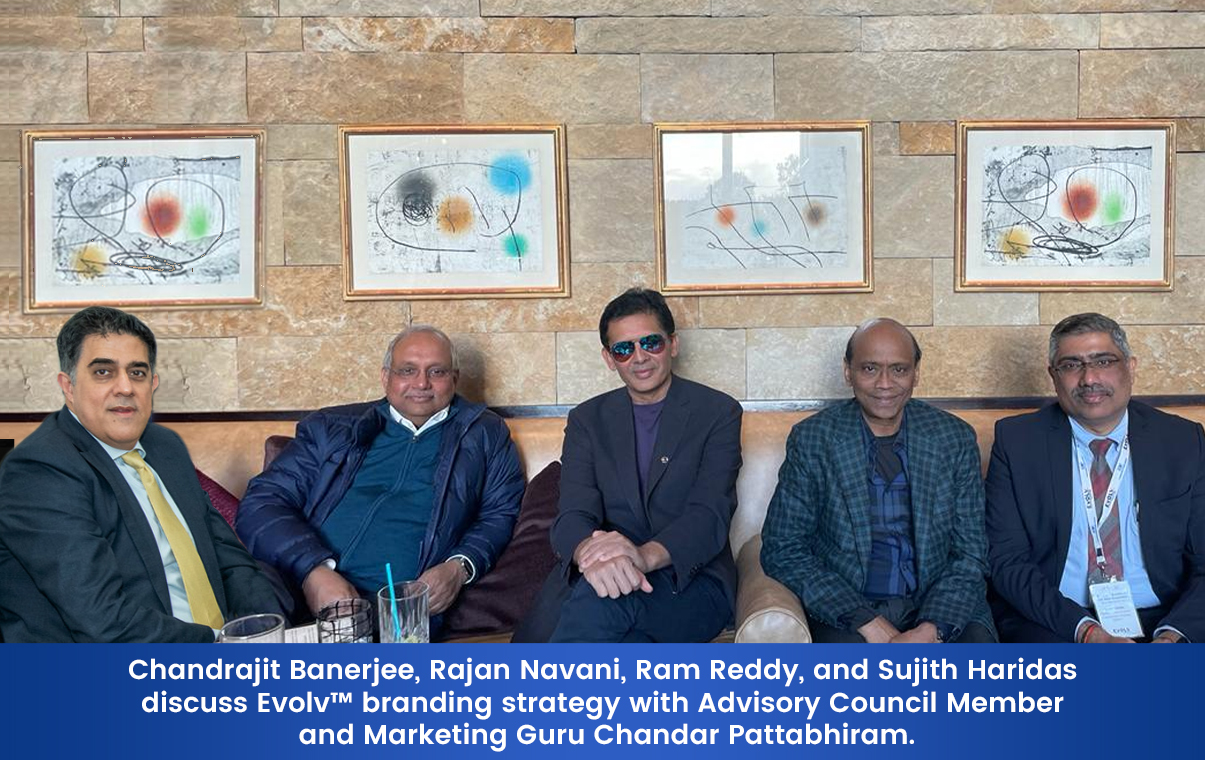 Chandrajit Banerjee, Rajan Navani, Ram Reddy, and Sujith Haridas
discuss Evolv™ branding strategy with Advisory Council Member
and Marketing Guru Chandar Pattabhiram.